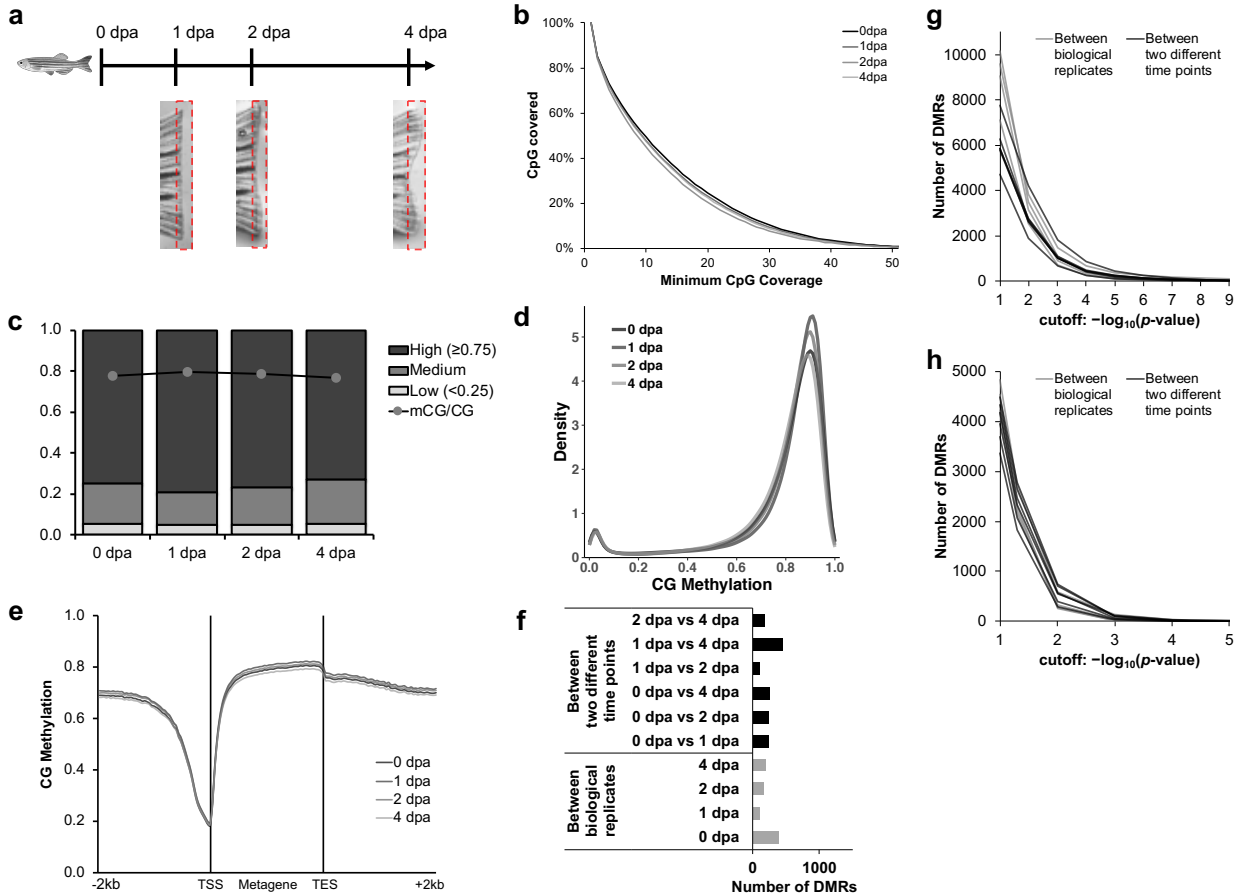 a
0 dpa
1 dpa
2 dpa
4 dpa
b
100%
80%
60%
40%
20%
0%
CpG covered
0
10
20
30
40
50
Minimum CpG Coverage
0dpa
1dpa
2dpa
4dpa
c
1.0
0.8
0.6
0.4
0.2
0.0
0 dpa
1 dpa
2 dpa
4 dpa
High (≥0.75)
Medium
Low (<0.25)
mCG/CG
d
0 dpa
1 dpa
2 dpa
4 dpa
Density
5
4
3
2
1
0
0.0
0.2
0.4
0.6
0.8
1.0
CG Methylation
e
CG Methylation
1.0
0.8
0.6
0.4
0.2
0.0
0 dpa
1 dpa
2 dpa
4 dpa
-2kb
TSS
Metagene
TES
+2kb
f
Between two different time points
2 dpa vs 4 dpa
1 dpa vs 4 dpa
1 dpa vs 2 dpa
0 dpa vs 4 dpa
0 dpa vs 2 dpa
0 dpa vs 1 dpa
Between biological replicates
4 dpa
2 dpa
1 dpa
0 dpa
0
1000
Number of DMRs
g
Between biological replicates
Between two different time points
Number of DMRs
10000
8000
6000
4000
2000
0
1
2
3
4
5
6
7
8
9
cutoff: −log10(p-value)
h
Between biological replicates
Between two different time points
Number of DMRs
5000
4000
3000
2000
1000
0
1
2
3
4
5
cutoff: −log10(p-value)